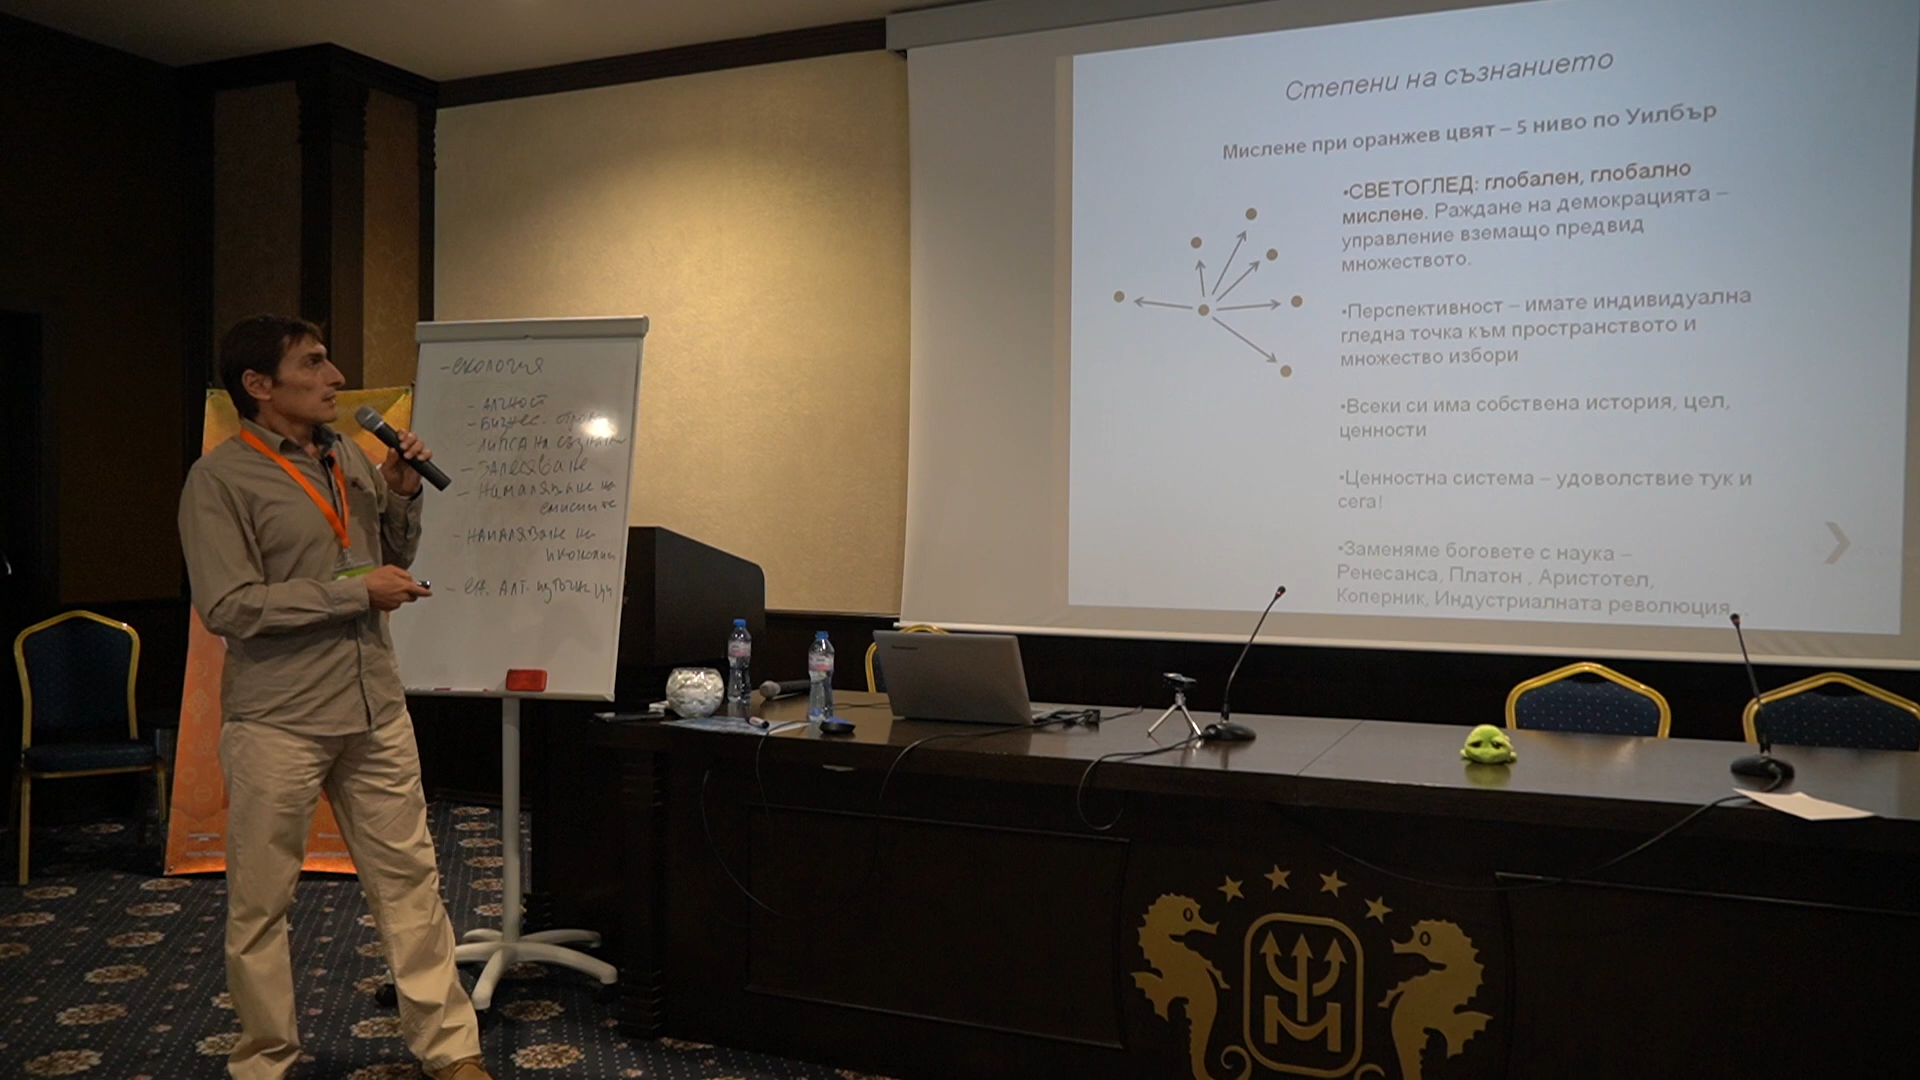 Степени на съзнанието
Мислене при оранжев цвят – 5 ниво по Уилбър
•СВЕТОГЛЕД: глобален, глобално
мислене. Раждане на демокрацията –
управление вземащо предвид
множеството.
•Перспективност – имате индивидуална
гледна точка към пространството и
множество избори
•Всеки си има собствена история, цел,
ценности
•Ценностна система – удоволствие тук и
сега!
•Заменяме боговете с наука –
Ренесанса, Платон , Аристотел,
Коперник, Индустриалната революция...
- екология
- Алчност
- Бизнес
- Липса на
- Залесяване
- Намаляване на
емисиите
- Намаляване на
- ен. Алт.
M